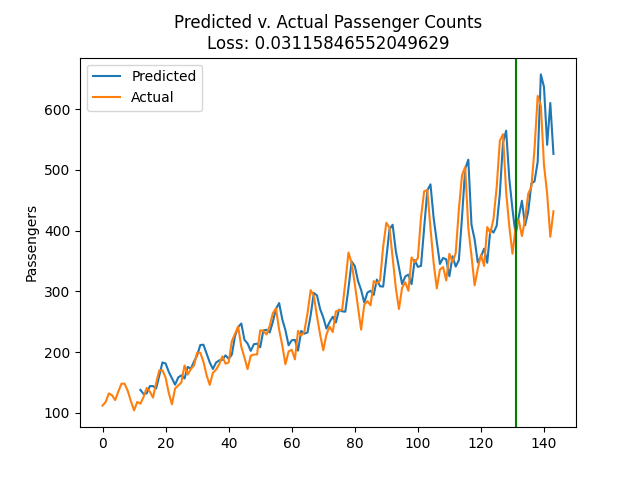 Predicted v. Actual Passenger Counts
Loss: 0.03115846552049629
Predicted
Actual
Passengers
600
500
400
300
200
100
0 20 40 60 80 100 120 140